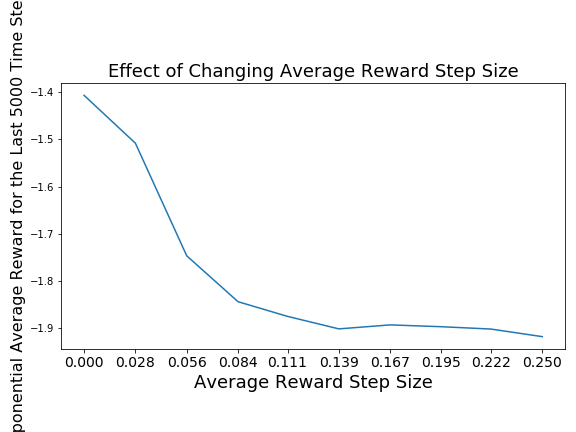 Effect of Changing Average Reward Step Size
ponential Average Reward for the Last 5000 Time Ste
−1.4
−1.5
−1.6
−1.7
−1.8
−1.9
0.000 0.028 0.056 0.084 0.111 0.139 0.167 0.195 0.222 0.250
Average Reward Step Size